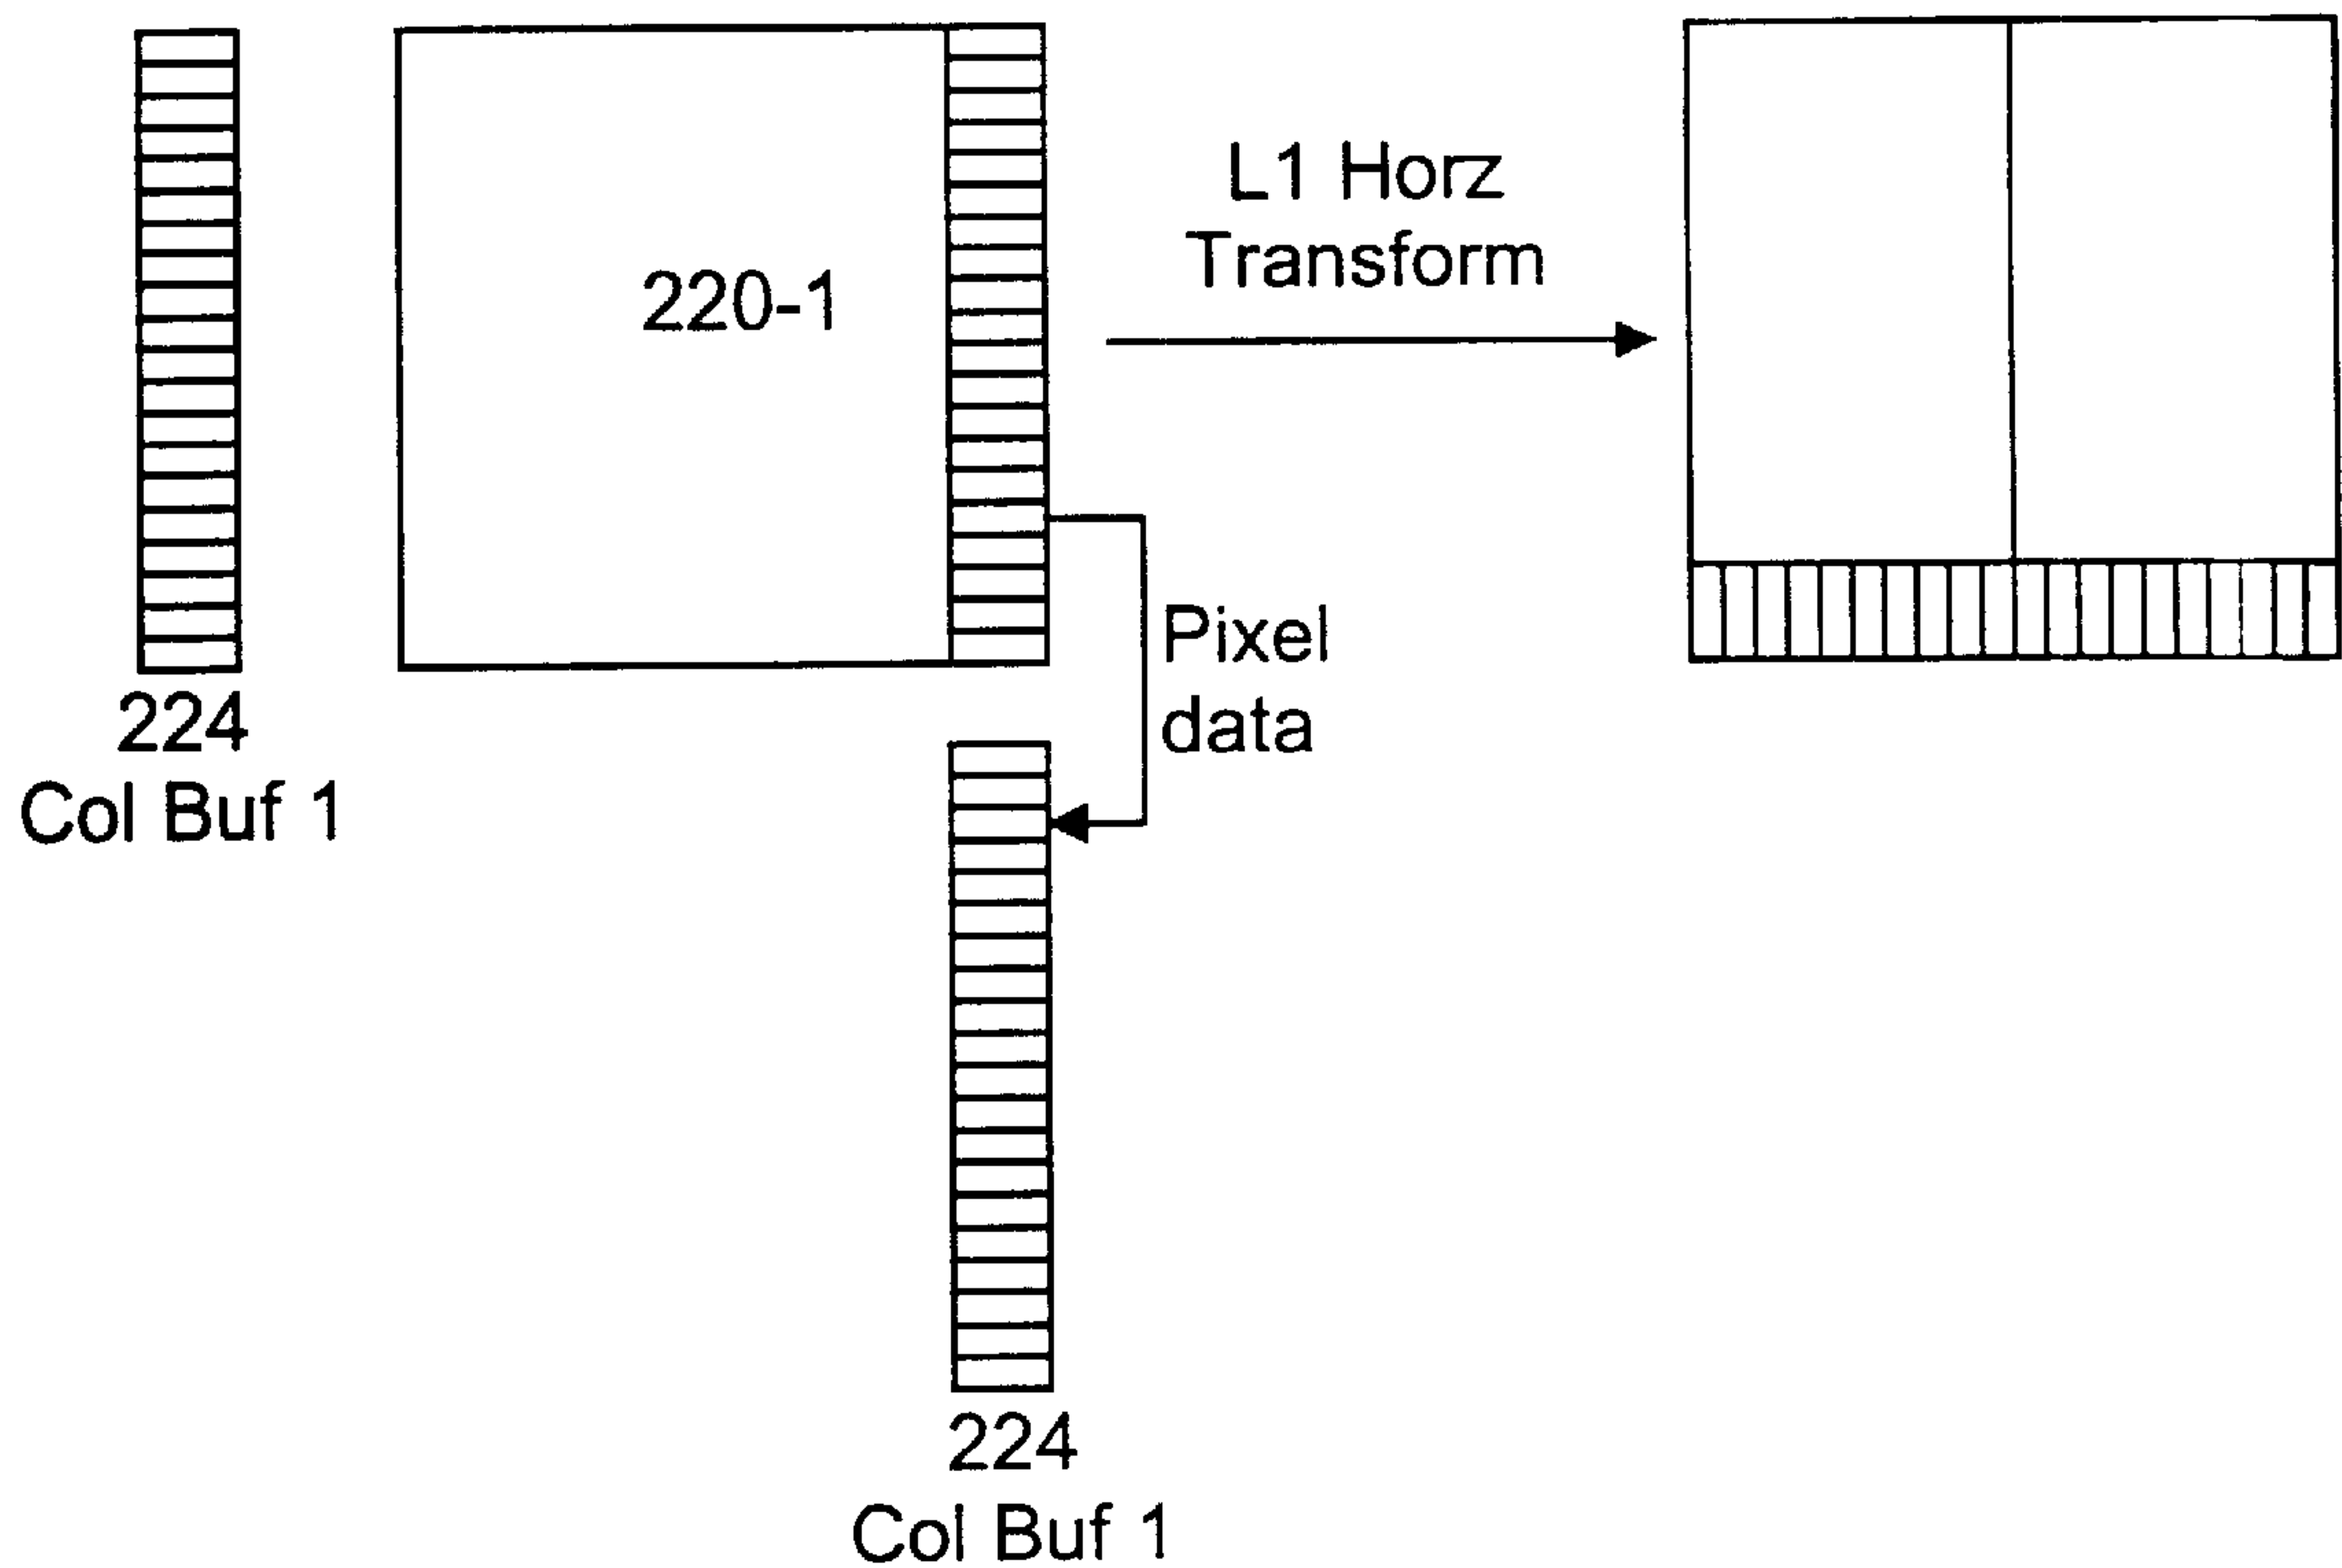 220-1
L1 Horz
Transform
Pixel
data
224
Col Buf 1
224
Col Buf 1